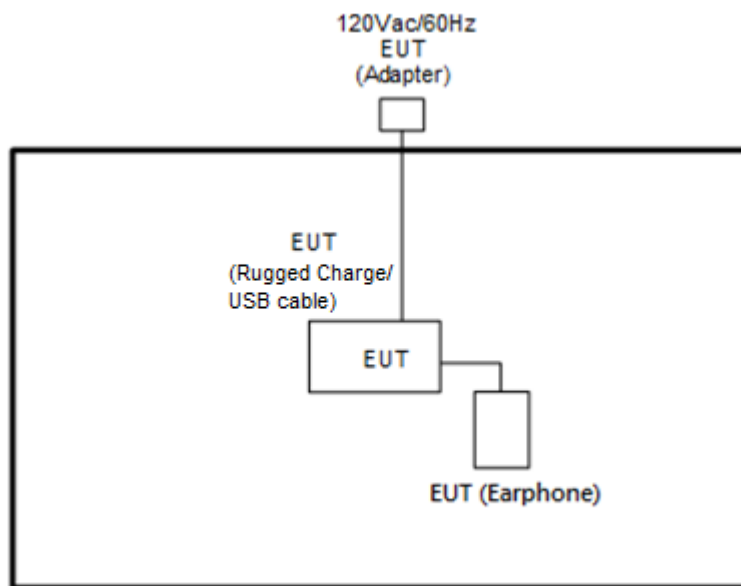 120Vac/60Hz
EUT
(Adapter)
EUT
(Rugged Charge/
USB cable)
EUT
EUT (Earphone)